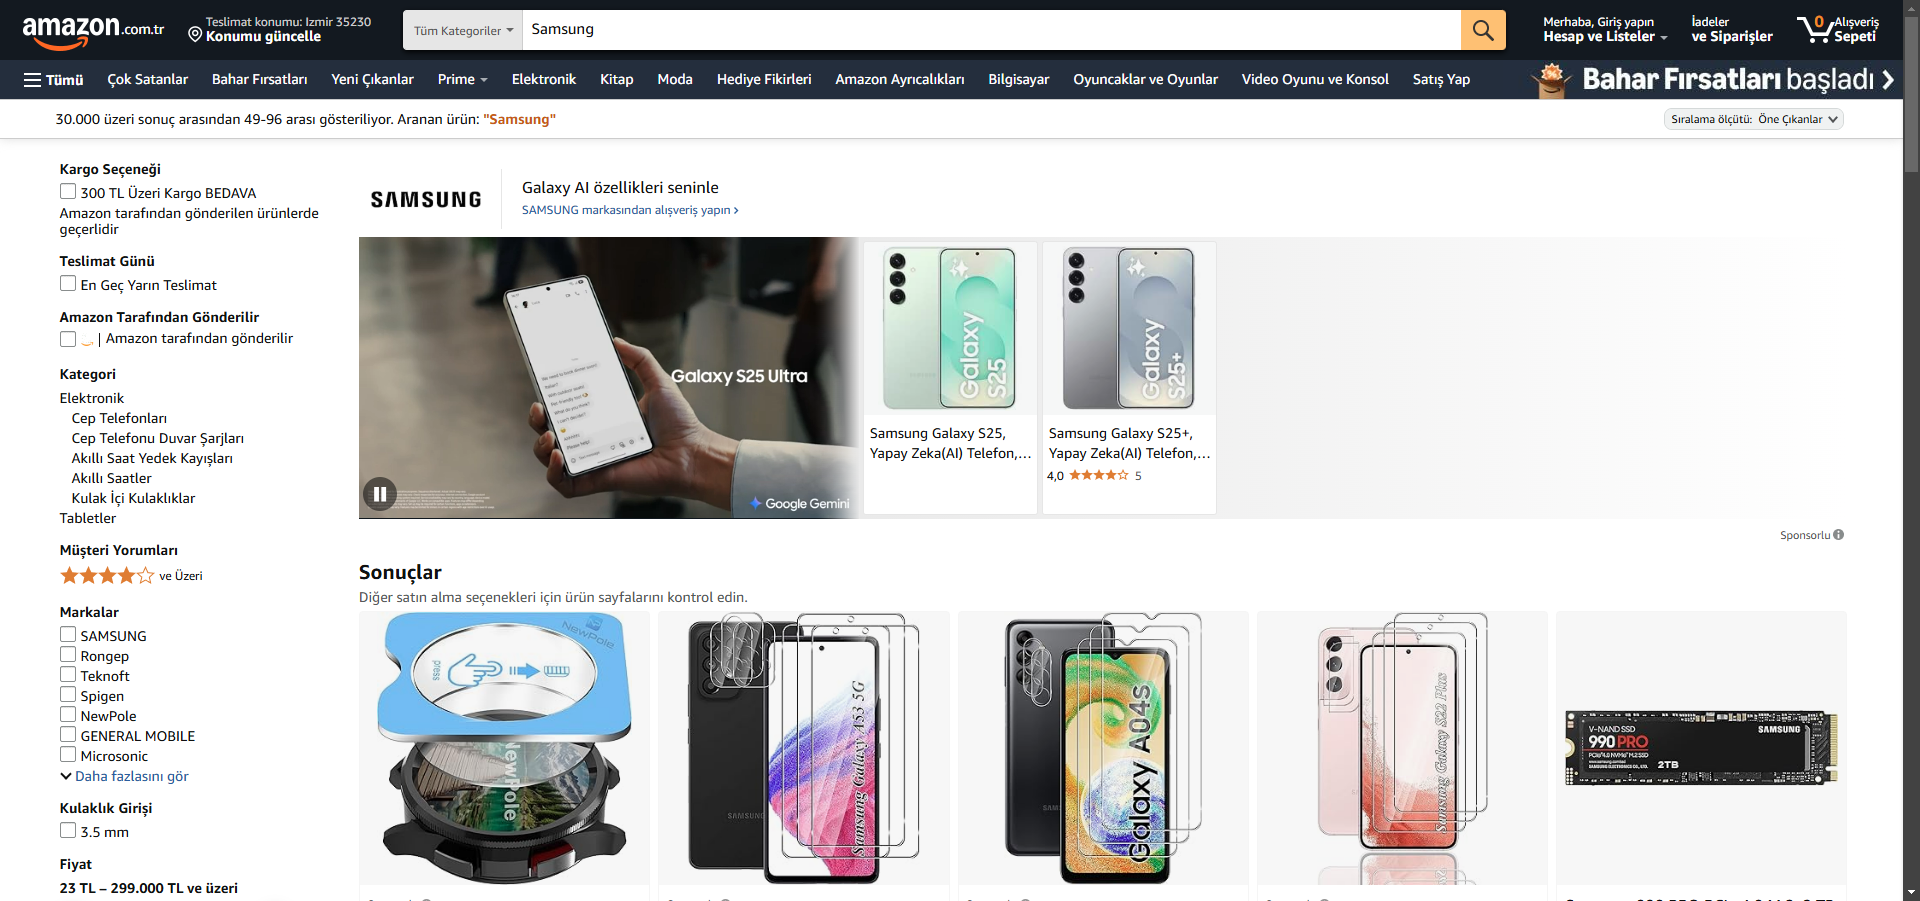 amazon.com.tr
Teslimat konumu: Izmir 35230
Konumu güncelle
Tüm Kategoriler
Samsung
Merhaba, Giriş yapın
Hesap ve Listeler
İadeler
ve Siparişler
0
Alışveriş
Sepeti
Tümü
Çok Satanlar
Bahar Fırsatları
Yeni Çıkanlar
Prime
Elektronik
Kitap
Moda
Hediye Fikirleri
Amazon Ayrıcalıkları
Bilgisayar
Oyuncaklar ve Oyunlar
Video Oyunu ve Konsol
Satış Yap
Bahar Fırsatları başladı
30.000 üzeri sonuç arasından 49-96 arası gösteriliyor. Aranan ürün: "Samsung"
Sıralama ölçütü: Öne Çıkanlar
Kargo Seçeneği
300 TL Üzeri Kargo BEDAVA
Amazon tarafından gönderilen ürünlerde
geçerlidir
Teslimat Günü
En Geç Yarın Teslimat
Amazon Tarafından Gönderilir
| Amazon tarafından gönderilir
Kategori
Elektronik
Cep Telefonları
Cep Telefonu Duvar Şarjları
Akıllı Saat Yedek Kayışları
Akıllı Saatler
Kulak İçi Kulaklıklar
Tabletler
Müşteri Yorumları
ve Üzeri
Markalar
SAMSUNG
Rongep
Teknoft
Spigen
NewPole
GENERAL MOBILE
Microsonic
Daha fazlasını gör
Kulaklık Girişi
3.5 mm
Fiyat
23 TL – 299.000 TL ve üzeri
SAMSUNG
Galaxy AI özellikleri seninle
SAMSUNG markasından alışveriş yapın ›
Galaxy S25 Ultra
Google Gemini
Galaxy
S25
Samsung Galaxy S25,
Yapay Zeka(AI) Telefon,...
Galaxy
S25+
Samsung Galaxy S25+,
Yapay Zeka(AI) Telefon,...
4,0
5
Sponsorlu
Sonuçlar
Diğer satın alma seçenekleri için ürün sayfalarını kontrol edin.
NewPole
press
NewPole
SAMSUNG
Samsung Galaxy A53 5G
Galaxy A04s
Samsung Galaxy S22 Plus
V-NAND SSD
990 PRO
PCIe 4.0 NVMe M.2 SSD
SAMSUNG
2TB